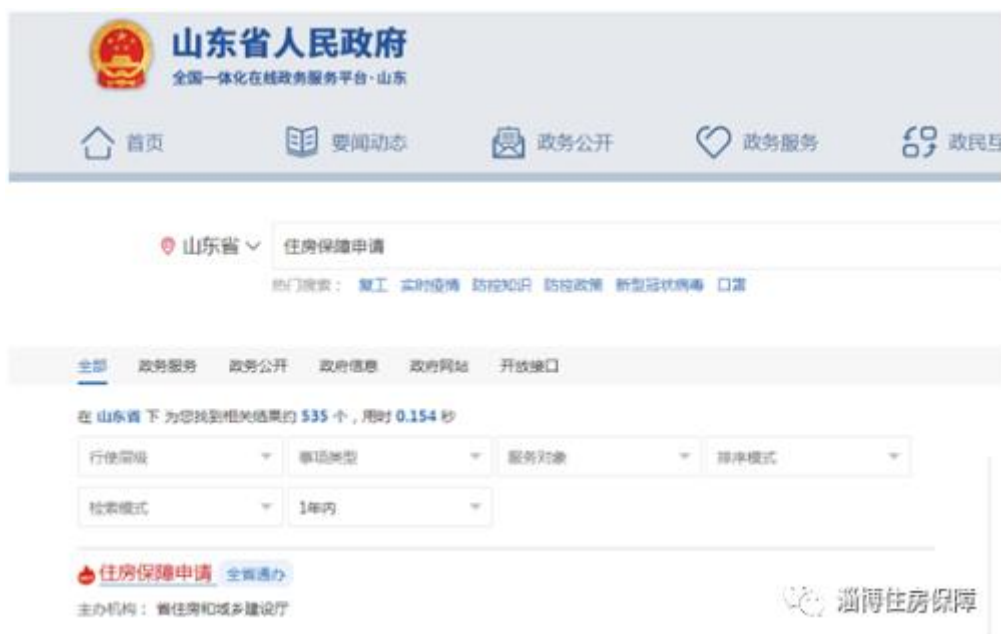 山东省人民政府
全国一体化在线政务服务平台·山东
首页 要闻动态 政务公开 政务服务 政民互
山东省 住房保障申请
热门搜索： 复工 实时疫情 防控知识 防控政策 新型冠状病毒 口罩
全部 政务服务 政务公开 政府信息 政府网站 开放接口
在 山东省 下 为您找到相关结果约 535 个，用时 0.154 秒
行使层级 事项类型 服务对象 排序模式
检索模式 1年内
住房保障申请 全省通办
主办机构： 省住房和城乡建设厅
淄博住房保障